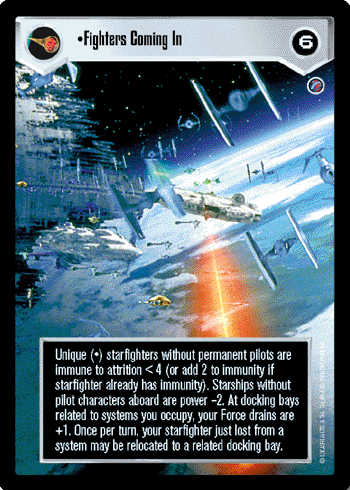 •Fighters Coming In
6
Unique (•) starfighters without permanent pilots are
immune to attrition < 4 (or add 2 to immunity if
starfighter already has immunity). Starships without
pilot characters aboard are power –2. At docking bays
related to systems you occupy, your Force drains are
+1. Once per turn, your starfighter just lost from a
system may be relocated to a related docking bay.